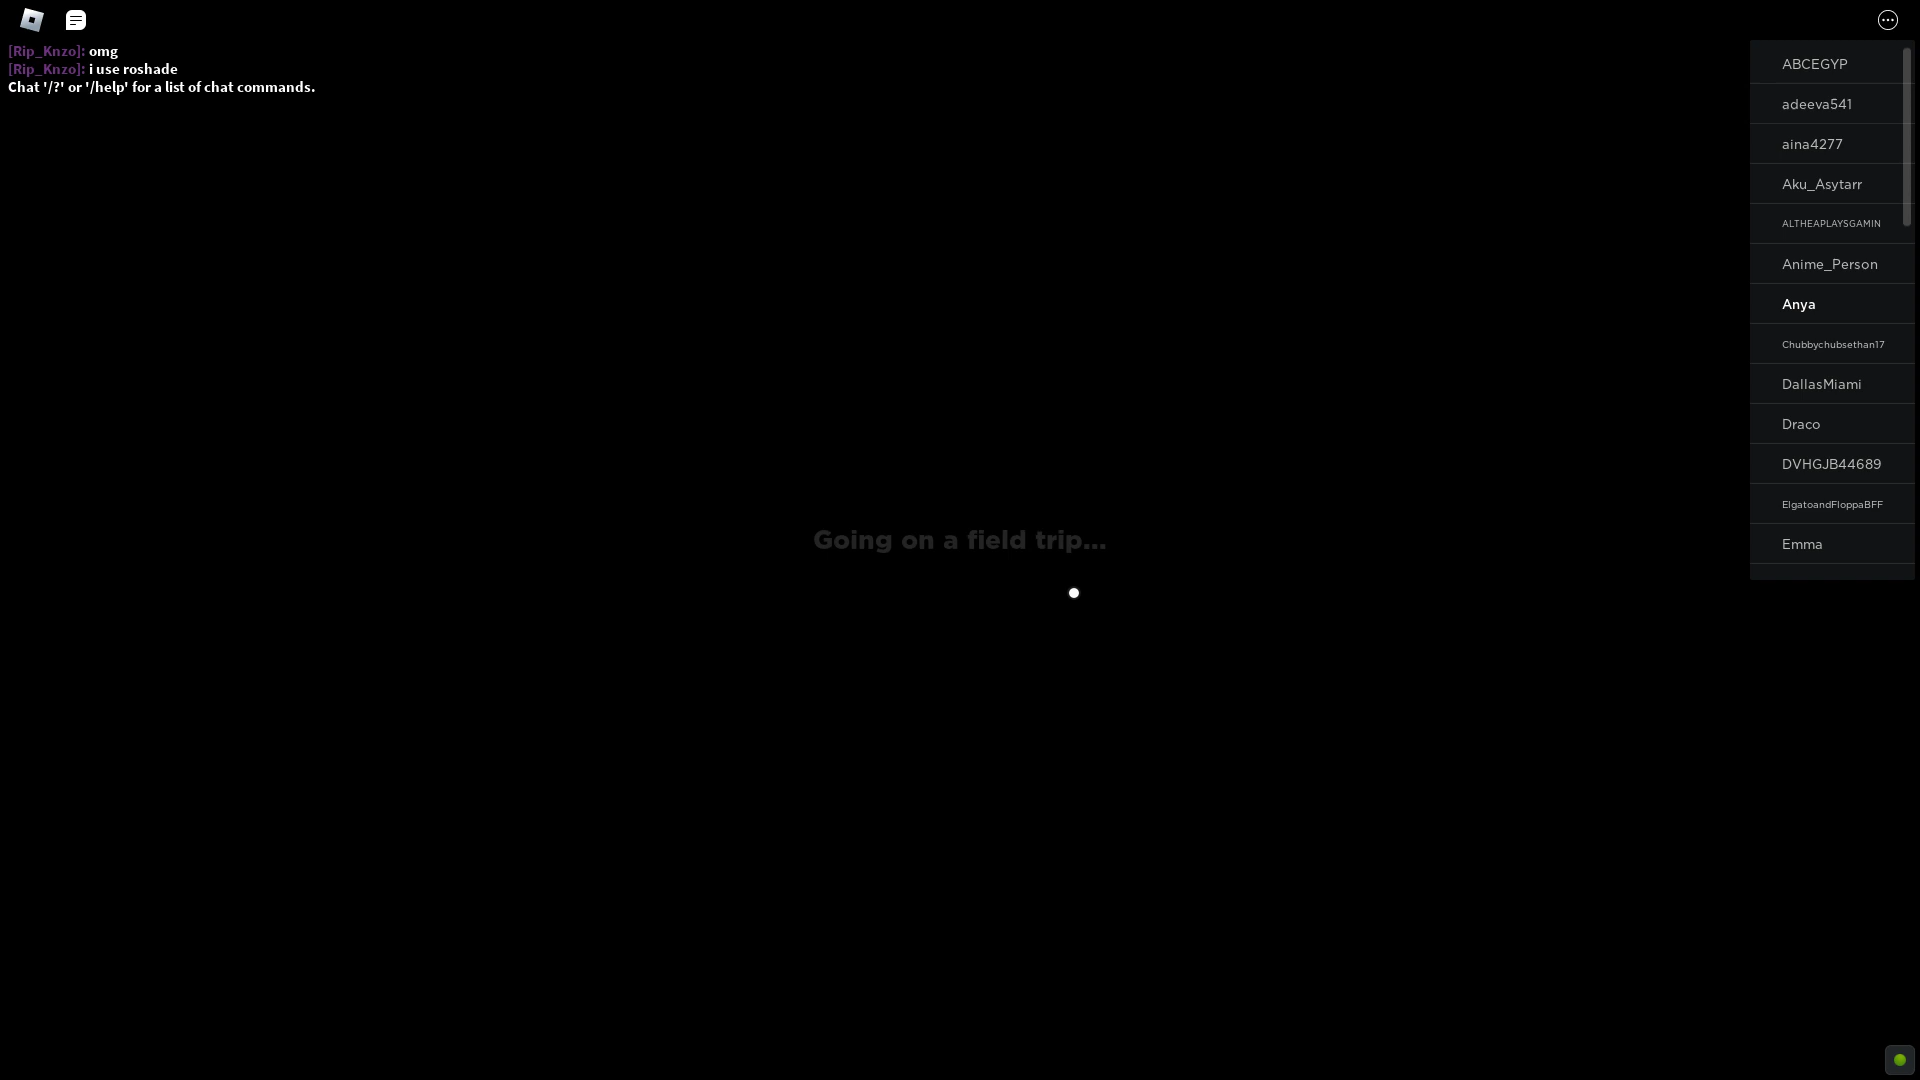 [Rip_Knzo]: omg
[Rip_Knzo]: i use roshade
Chat '/?' or '/help' for a list of chat commands.
ABCEGYP
adeeva541
aina4277
Aku_Asytarr
ALTHEAPLAYSGAMIN
Anime_Person
Anya
Chubbychubsethan17
DallasMiami
Draco
DVHGJB44689
ElgatoandFloppaBFF
Emma
Going on a field trip...